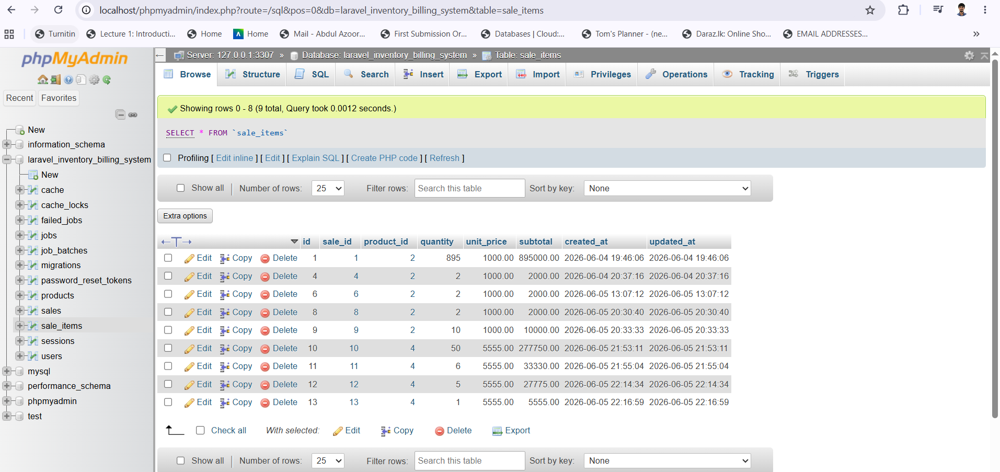 localhost/phpmyadmin/index.php?route=/sql&pos=0&db=laravel_inventory_billing_system&table=sale_items
Turnitin Lecture 1: Introducti... Home Home Mail - Abdul Azoor... First Submission Or... Databases | Cloud:... Tom's Planner - (ne... Daraz.lk: Online Sho... EMAIL ADDRESSES... »
phpMyAdmin
Recent Favorites
New
information_schema
laravel_inventory_billing_system
New
cache
cache_locks
failed_jobs
jobs
job_batches
migrations
password_reset_tokens
products
sales
sale_items
sessions
users
mysql
performance_schema
phpmyadmin
test
Server: 127.0.0.1:3307 » Database: laravel_inventory_billing_system » Table: sale_items
Browse Structure SQL Search Insert Export Import Privileges Operations Tracking Triggers
Showing rows 0 - 8 (9 total, Query took 0.0012 seconds.)
SELECT * FROM `sale_items`
Profiling [ Edit inline ] [ Edit ] [ Explain SQL ] [ Create PHP code ] [ Refresh ]
Show all Number of rows: 25 Filter rows: Search this table Sort by key: None
Extra options
←T→ id sale_id product_id quantity unit_price subtotal created_at updated_at
Edit Copy Delete 1 1 2 895 1000.00 895000.00 2026-06-04 19:46:06 2026-06-04 19:46:06
Edit Copy Delete 4 4 2 2 1000.00 2000.00 2026-06-04 20:37:16 2026-06-04 20:37:16
Edit Copy Delete 6 6 2 2 1000.00 2000.00 2026-06-05 13:07:12 2026-06-05 13:07:12
Edit Copy Delete 8 8 2 2 1000.00 2000.00 2026-06-05 20:30:40 2026-06-05 20:30:40
Edit Copy Delete 9 9 2 10 1000.00 10000.00 2026-06-05 20:33:33 2026-06-05 20:33:33
Edit Copy Delete 10 10 4 50 5555.00 277750.00 2026-06-05 21:53:11 2026-06-05 21:53:11
Edit Copy Delete 11 11 4 6 5555.00 33330.00 2026-06-05 21:55:04 2026-06-05 21:55:04
Edit Copy Delete 12 12 4 5 5555.00 27775.00 2026-06-05 22:14:34 2026-06-05 22:14:34
Edit Copy Delete 13 13 4 1 5555.00 5555.00 2026-06-05 22:16:59 2026-06-05 22:16:59
Check all With selected: Edit Copy Delete Export
Show all Number of rows: 25 Filter rows: Search this table Sort by key: None